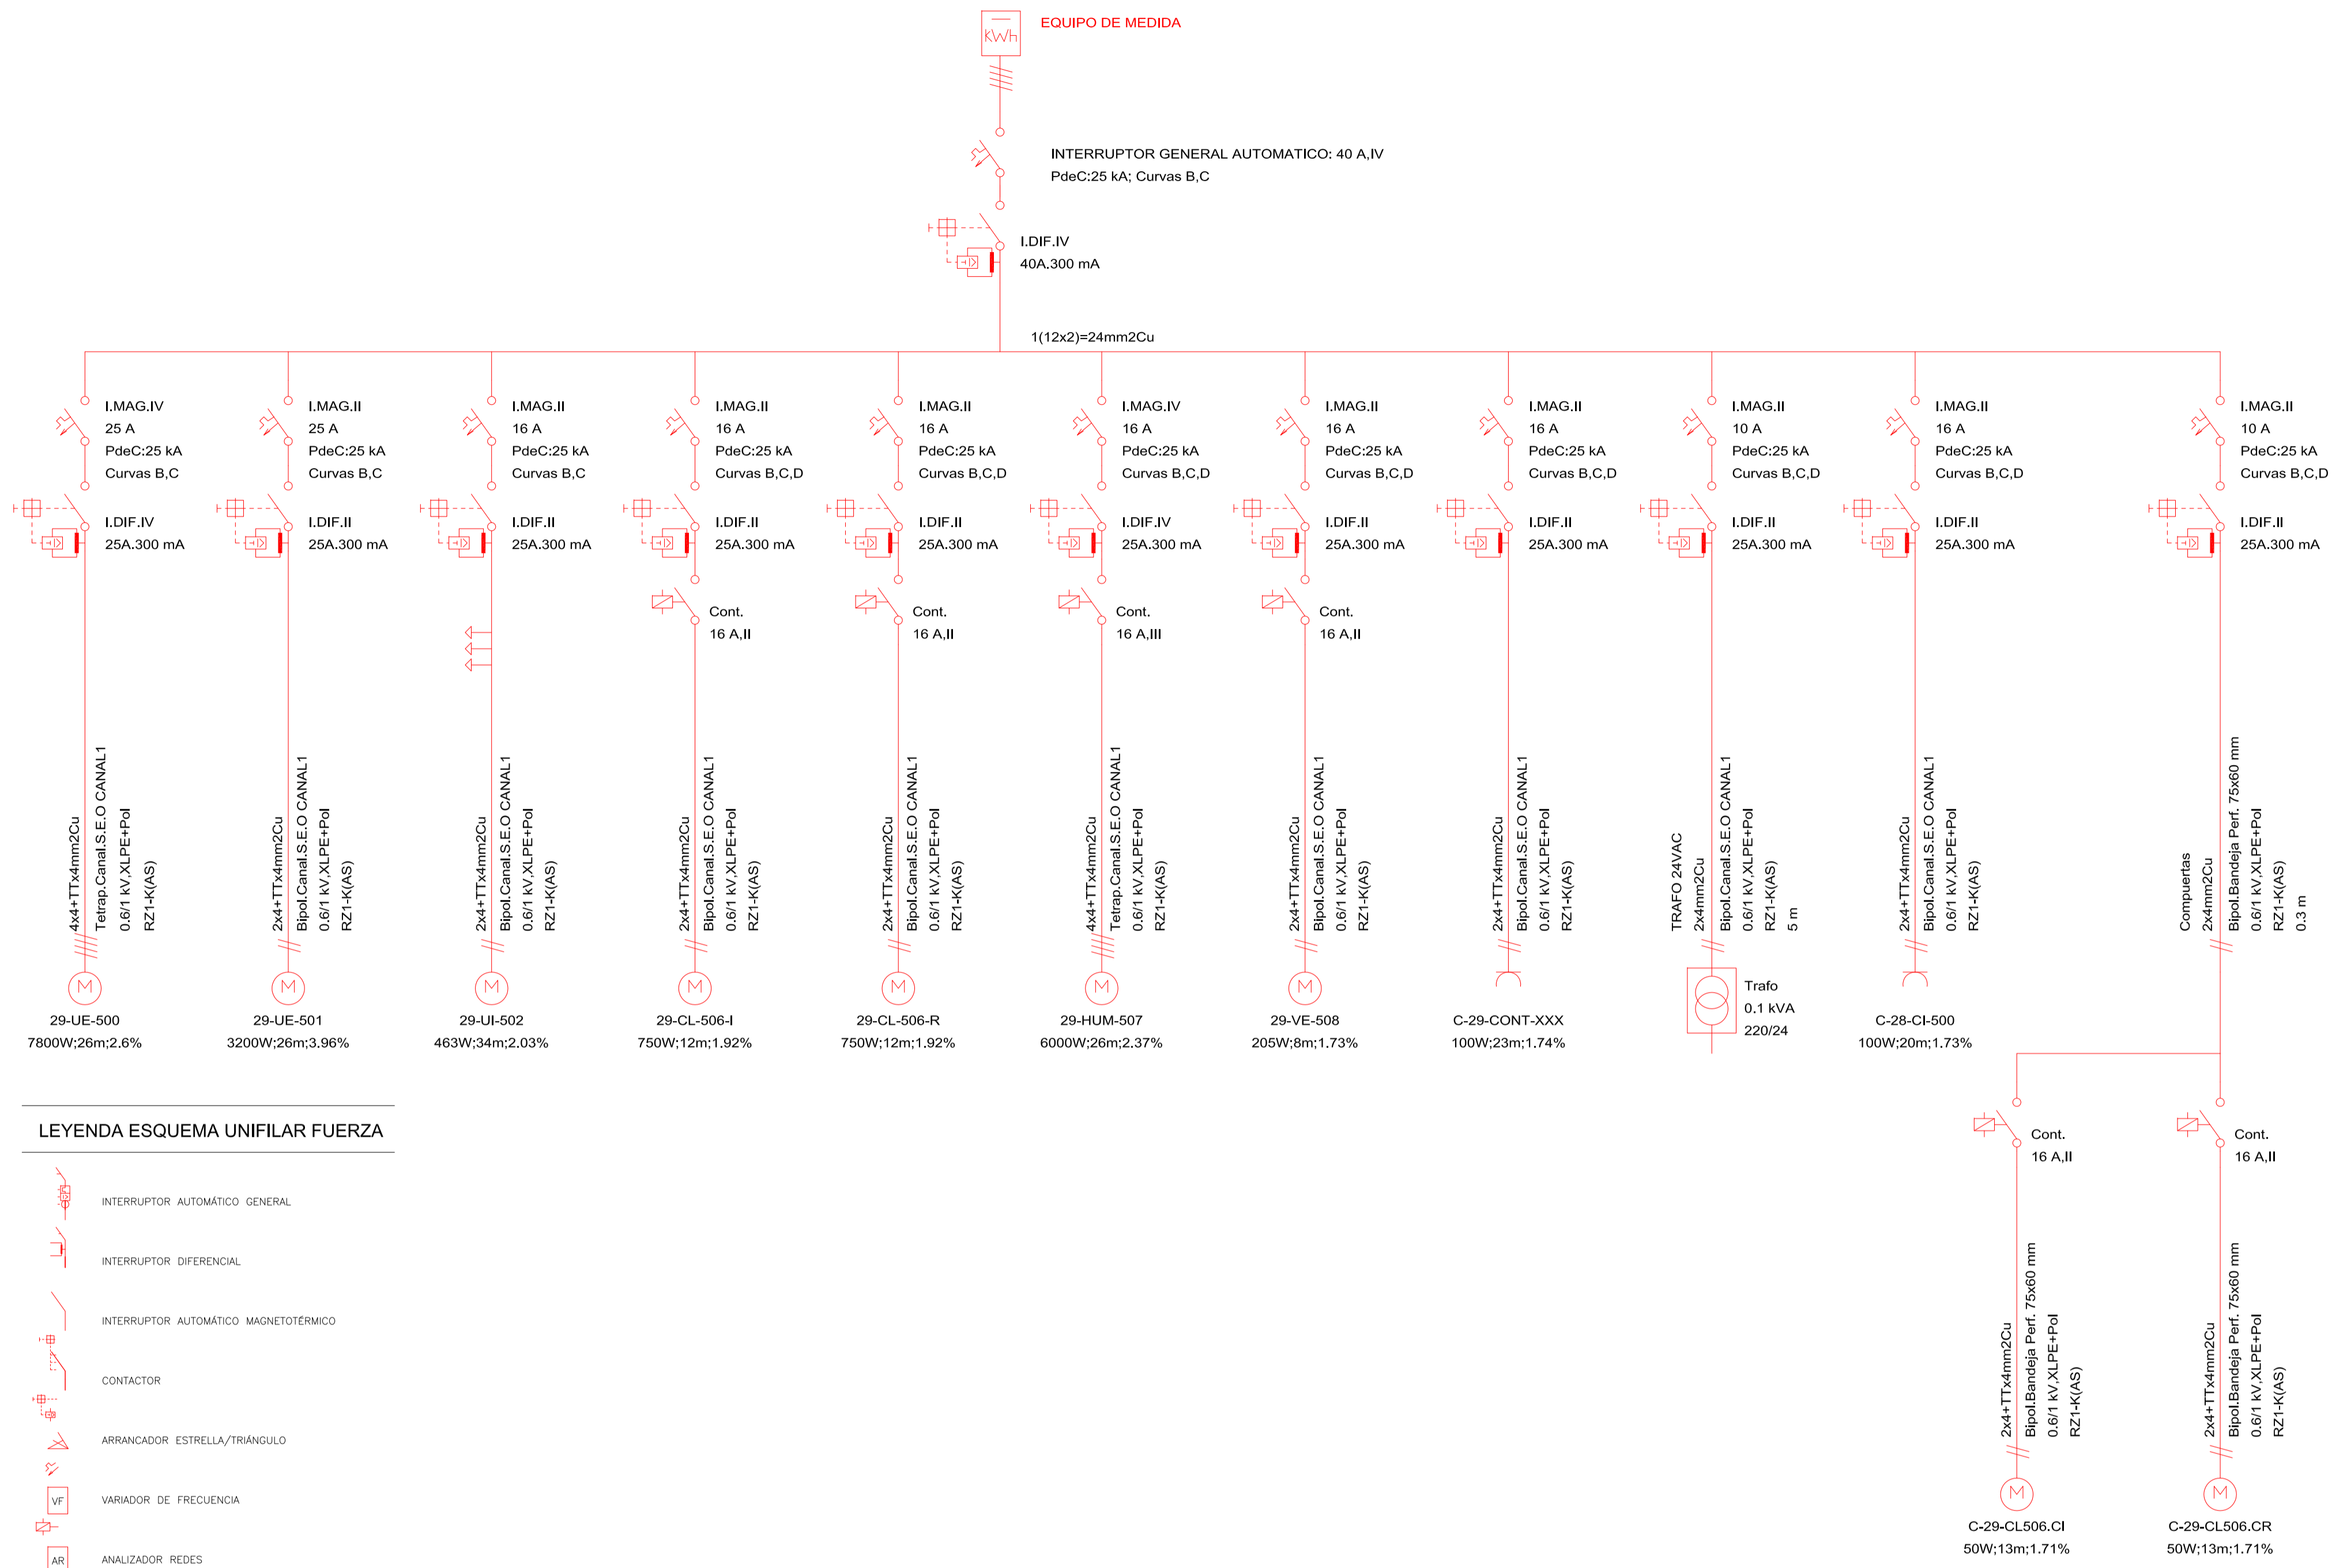 EQUIPO DE MEDIDA
kWh
INTERRUPTOR GENERAL AUTOMATICO: 40 A,IV
PdeC:25 kA; Curvas B,C
I.DIF.IV
40A.300 mA
1(12x2)=24mm2Cu
I.MAG.IV
25 A
PdeC:25 kA
Curvas B,C
I.DIF.IV
25A.300 mA
4x4+TTx4mm2Cu
Tetrap.Canal.S.E.O CANAL1
0.6/1 kV,XLPE+Pol
RZ1-K(AS)
M
29-UE-500
7800W;26m;2.6%
I.MAG.II
25 A
PdeC:25 kA
Curvas B,C
I.DIF.II
25A.300 mA
2x4+TTx4mm2Cu
Bipol.Canal.S.E.O CANAL1
0.6/1 kV,XLPE+Pol
RZ1-K(AS)
M
29-UE-501
3200W;26m;3.96%
I.MAG.II
16 A
PdeC:25 kA
Curvas B,C
I.DIF.II
25A.300 mA
2x4+TTx4mm2Cu
Bipol.Canal.S.E.O CANAL1
0.6/1 kV,XLPE+Pol
RZ1-K(AS)
M
29-UI-502
463W;34m;2.03%
I.MAG.II
16 A
PdeC:25 kA
Curvas B,C,D
I.DIF.II
25A.300 mA
Cont.
16 A,II
2x4+TTx4mm2Cu
Bipol.Canal.S.E.O CANAL1
0.6/1 kV,XLPE+Pol
RZ1-K(AS)
M
29-CL-506-I
750W;12m;1.92%
I.MAG.II
16 A
PdeC:25 kA
Curvas B,C,D
I.DIF.II
25A.300 mA
Cont.
16 A,II
2x4+TTx4mm2Cu
Bipol.Canal.S.E.O CANAL1
0.6/1 kV,XLPE+Pol
RZ1-K(AS)
M
29-CL-506-R
750W;12m;1.92%
I.MAG.IV
16 A
PdeC:25 kA
Curvas B,C,D
I.DIF.IV
25A.300 mA
Cont.
16 A,III
4x4+TTx4mm2Cu
Tetrap.Canal.S.E.O CANAL1
0.6/1 kV,XLPE+Pol
RZ1-K(AS)
M
29-HUM-507
6000W;26m;2.37%
I.MAG.II
16 A
PdeC:25 kA
Curvas B,C,D
I.DIF.II
25A.300 mA
Cont.
16 A,II
2x4+TTx4mm2Cu
Bipol.Canal.S.E.O CANAL1
0.6/1 kV,XLPE+Pol
RZ1-K(AS)
M
29-VE-508
205W;8m;1.73%
I.MAG.II
16 A
PdeC:25 kA
Curvas B,C,D
I.DIF.II
25A.300 mA
2x4+TTx4mm2Cu
Bipol.Canal.S.E.O CANAL1
0.6/1 kV,XLPE+Pol
RZ1-K(AS)
C-29-CONT-XXX
100W;23m;1.74%
I.MAG.II
10 A
PdeC:25 kA
Curvas B,C,D
I.DIF.II
25A.300 mA
TRAFO 24VAC
2x4mm2Cu
Bipol.Canal.S.E.O CANAL1
0.6/1 kV,XLPE+Pol
RZ1-K(AS)
5 m
Trafo
0.1 kVA
220/24
I.MAG.II
16 A
PdeC:25 kA
Curvas B,C,D
I.DIF.II
25A.300 mA
2x4+TTx4mm2Cu
Bipol.Canal.S.E.O CANAL1
0.6/1 kV,XLPE+Pol
RZ1-K(AS)
C-28-CI-500
100W;20m;1.73%
I.MAG.II
10 A
PdeC:25 kA
Curvas B,C,D
I.DIF.II
25A.300 mA
Compuertas
2x4mm2Cu
Bipol.Bandeja Perf. 75x60 mm
0.6/1 kV,XLPE+Pol
RZ1-K(AS)
0.3 m
Cont.
16 A,II
2x4+TTx4mm2Cu
Bipol.Bandeja Perf. 75x60 mm
0.6/1 kV,XLPE+Pol
RZ1-K(AS)
M
C-29-CL506.CI
50W;13m;1.71%
Cont.
16 A,II
2x4+TTx4mm2Cu
Bipol.Bandeja Perf. 75x60 mm
0.6/1 kV,XLPE+Pol
RZ1-K(AS)
M
C-29-CL506.CR
50W;13m;1.71%
LEYENDA ESQUEMA UNIFILAR FUERZA
INTERRUPTOR AUTOMÁTICO GENERAL
INTERRUPTOR DIFERENCIAL
INTERRUPTOR AUTOMÁTICO MAGNETOTÉRMICO
CONTACTOR
ARRANCADOR ESTRELLA/TRIÁNGULO
VF
VARIADOR DE FRECUENCIA
AR
ANALIZADOR REDES